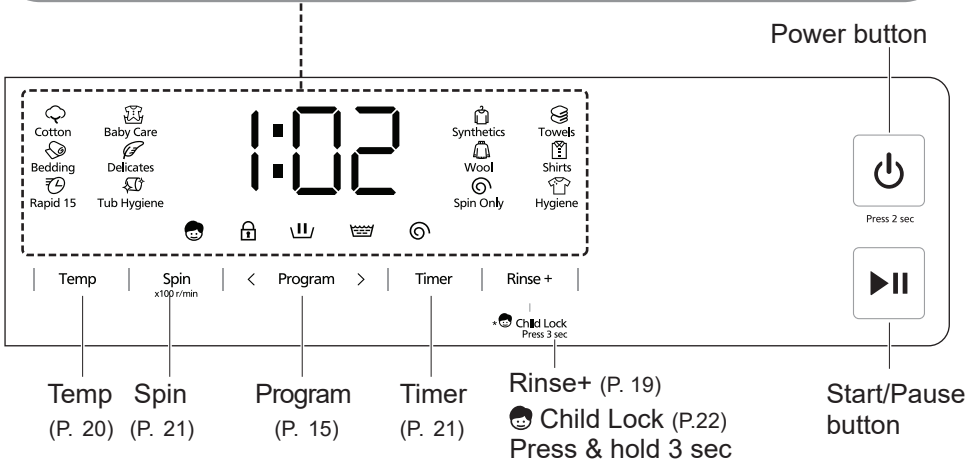 Power button
Cotton Baby Care 1:02 Synthetics Towels
Bedding Delicates Wool Shirts
Rapid 15 Tub Hygiene Spin Only Hygiene
Press 2 sec
Temp Spin < Program > Timer Rinse +
x100 r/min
* Child Lock
Press 3 sec
Temp Spin Program Timer Rinse+ (P. 19) Start/Pause
(P. 20) (P. 21) (P. 15) (P. 21) Child Lock (P.22) button
Press & hold 3 sec